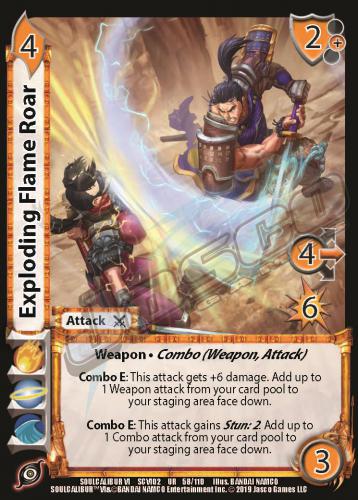 4
2
+
Exploding Flame Roar
4
6
Attack
Weapon • Combo (Weapon, Attack)
Combo E: This attack gets +6 damage. Add up to
1 Weapon attack from your card pool to
your staging area face down.
Combo E: This attack gains Stun: 2. Add up to
1 Combo attack from your card pool to
your staging area face down.
3
SOULCALIBUR VI SCVI02 UR 58/110 Illus. BANDAI NAMCO
SOULCALIBUR™VI&©BANDAI NAMCO Entertainment Inc. © 2019 Jasco Games LLC